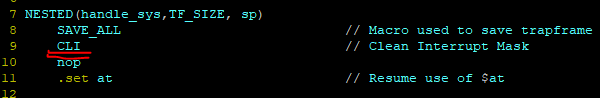 7 NESTED(handle_sys,TF_SIZE, sp)
8 SAVE_ALL // Macro used to save trapframe
9 CLI // Clean Interrupt Mask
10 nop
11 .set at // Resume use of $at
12